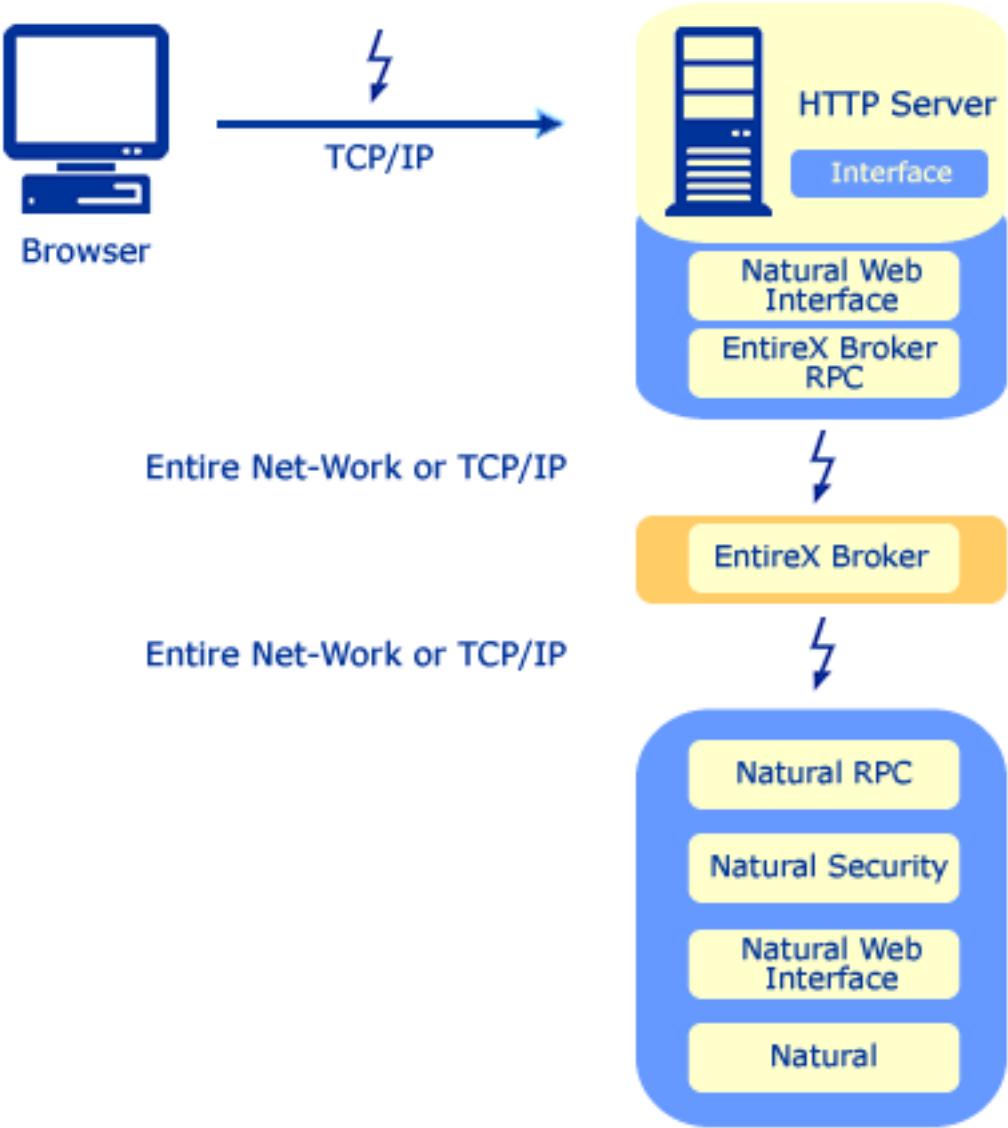 Browser
TCP/IP
HTTP Server
Interface
Natural Web
Interface
EntireX Broker
RPC
Entire Net-Work or TCP/IP
EntireX Broker
Entire Net-Work or TCP/IP
Natural RPC
Natural Security
Natural Web
Interface
Natural